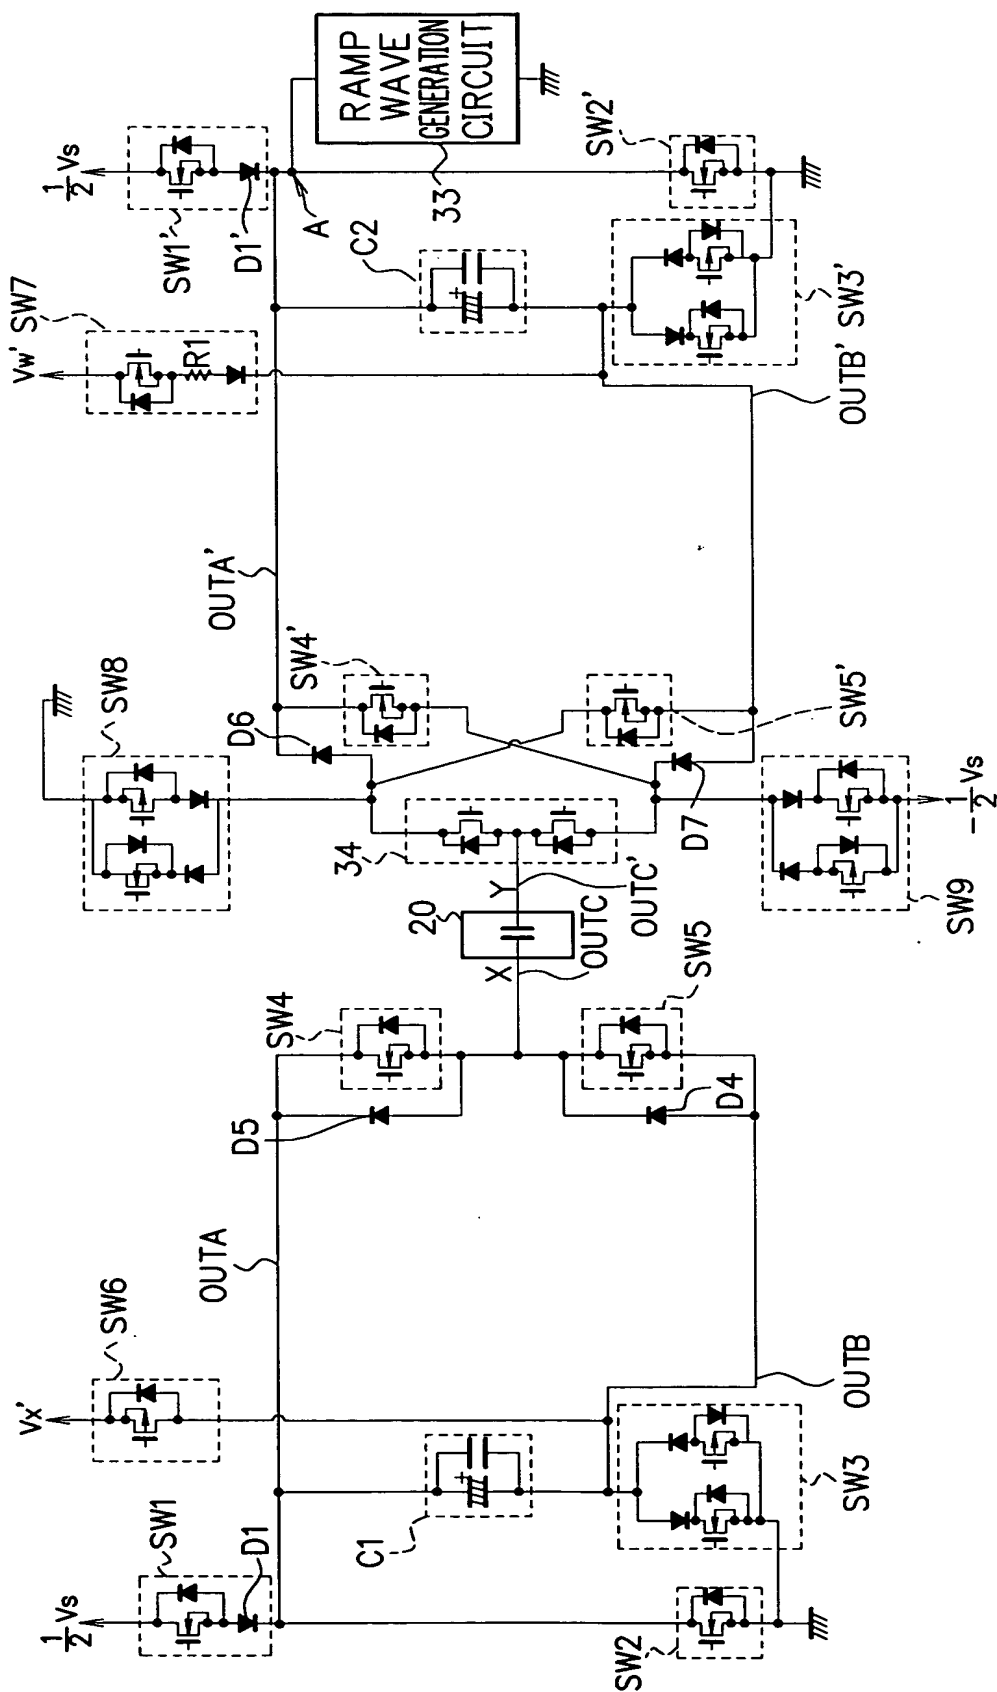 1/2 Vs
SW1
D1
Vx'
SW6
C1
SW2
SW3
OUTA
OUTB
D5
SW4
D4
SW5
X
OUTC
20
Y
OUTC'
34
SW8
SW9
-1/2 Vs
D6
D7
SW4'
SW5'
OUTA'
OUTB'
Vw'
SW7
R1
1/2 Vs
SW1'
D1'
C2
A
SW3'
SW2'
33
RAMP
WAVE
GENERATION
CIRCUIT
+
+